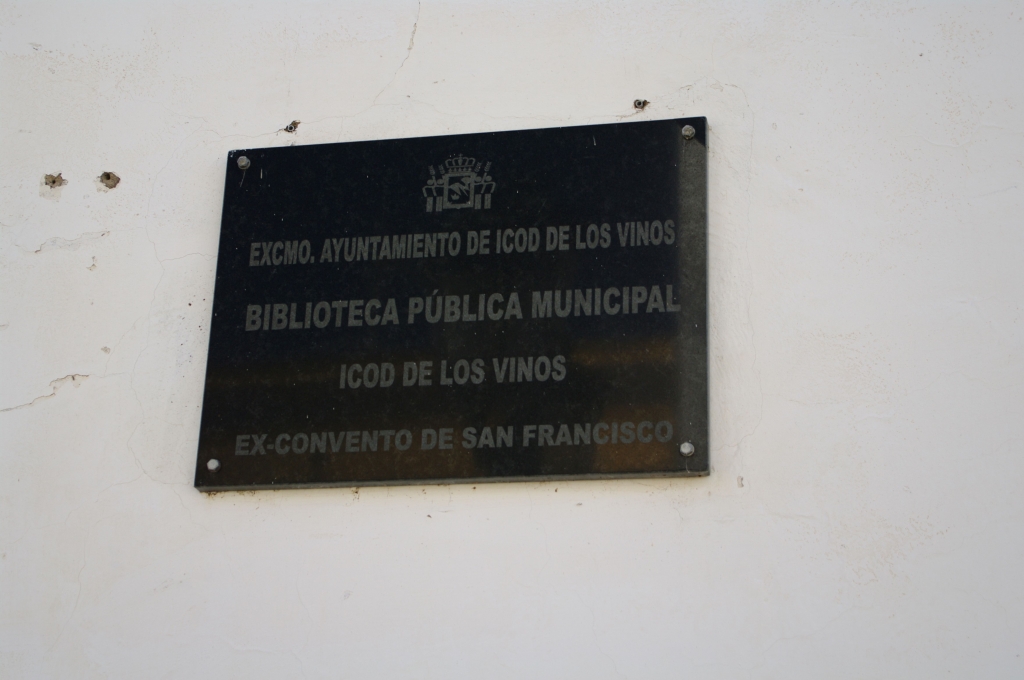 EXCMO. AYUNTAMIENTO DE ICOD DE LOS VINOS
BIBLIOTECA PÚBLICA MUNICIPAL
ICOD DE LOS VINOS
EX-CONVENTO DE SAN FRANCISCO